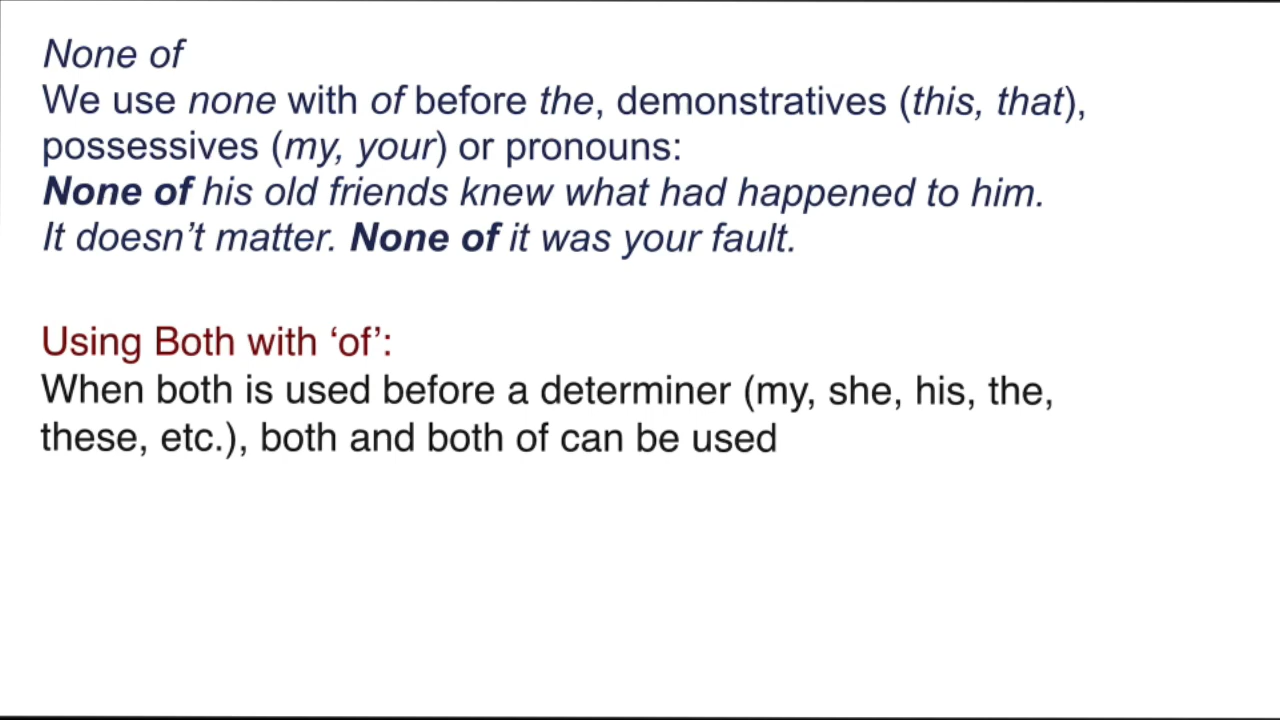 None of
We use none with of before the, demonstratives (this, that),
possessives (my, your) or pronouns:
None of his old friends knew what had happened to him.
It doesn’t matter. None of it was your fault.
Using Both with ‘of’:
When both is used before a determiner (my, she, his, the,
these, etc.), both and both of can be used